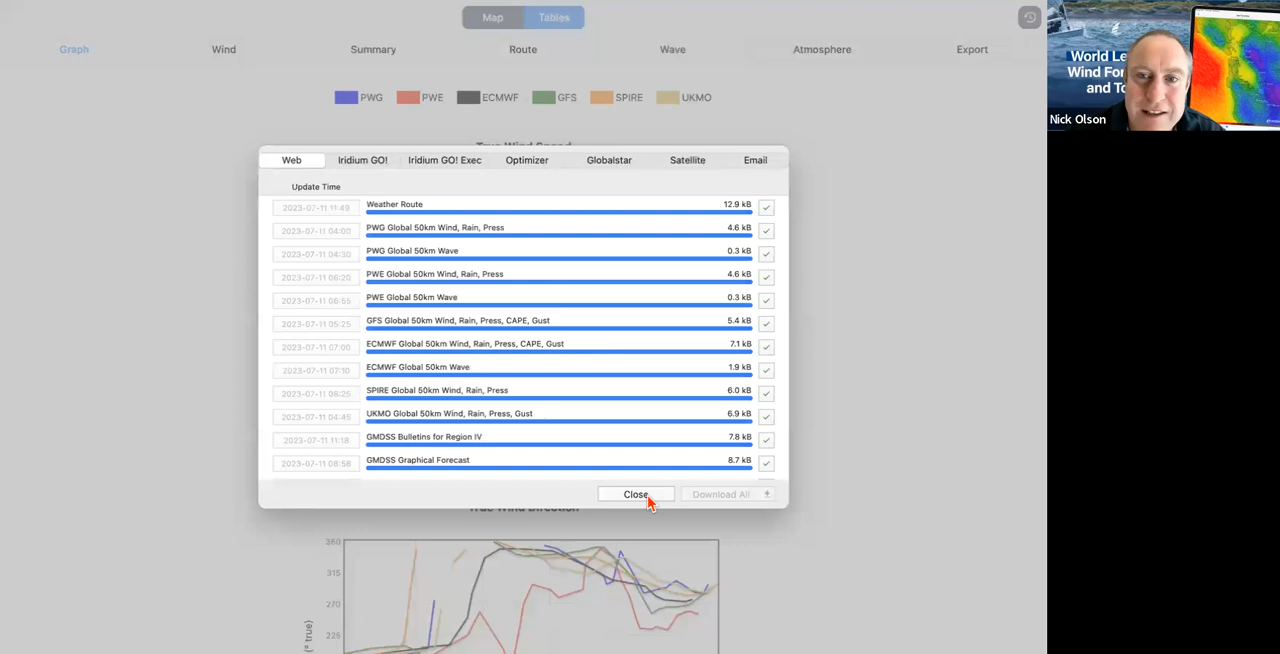 Map Tables
Graph Wind Summary Route Wave Atmosphere Export
PWG PWE ECMWF GFS SPIRE UKMO
True Wind Speed
Web Iridium GO! Iridium GO! Exec Optimizer Globalstar Satellite Email
Update Time
2023-07-11 11:49 Weather Route 12.9 kB
2023-07-11 04:00 PWG Global 50km Wind, Rain, Press 4.6 kB
2023-07-11 04:30 PWG Global 50km Wave 0.3 kB
2023-07-11 06:20 PWE Global 50km Wind, Rain, Press 4.6 kB
2023-07-11 06:55 PWE Global 50km Wave 0.3 kB
2023-07-11 05:25 GFS Global 50km Wind, Rain, Press, CAPE, Gust 5.4 kB
2023-07-11 07:00 ECMWF Global 50km Wind, Rain, Press, CAPE, Gust 7.1 kB
2023-07-11 07:10 ECMWF Global 50km Wave 1.9 kB
2023-07-11 08:25 SPIRE Global 50km Wind, Rain, Press 6.0 kB
2023-07-11 04:45 UKMO Global 50km Wind, Rain, Press, Gust 6.9 kB
2023-07-11 11:18 GMDSS Bulletins for Region IV 7.8 kB
2023-07-11 08:58 GMDSS Graphical Forecast 8.7 kB
Close Download All
True Wind Direction
360
315
270
225
(° true)
World Le
Wind For
and To
Nick Olson